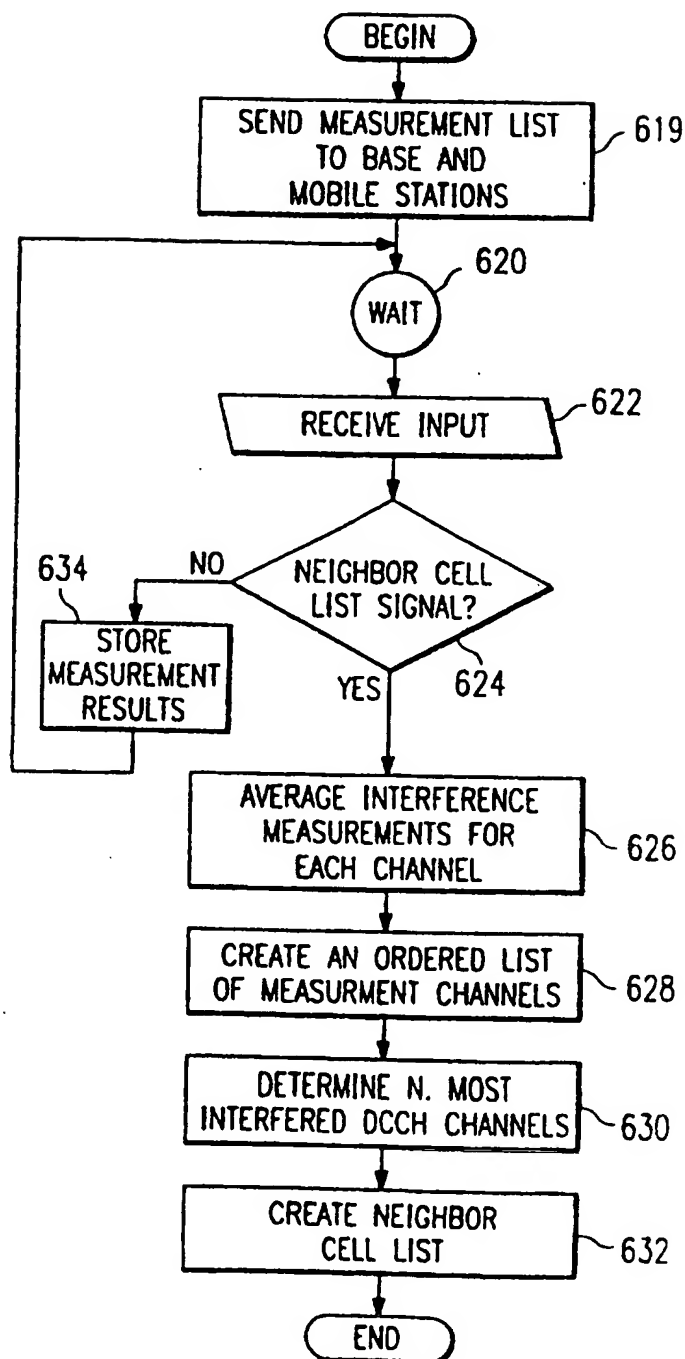 BEGIN
SEND MEASUREMENT LIST
TO BASE AND
MOBILE STATIONS
619
620
WAIT
RECEIVE INPUT
622
NEIGHBOR CELL
LIST SIGNAL?
624
NO
634
STORE
MEASUREMENT
RESULTS
YES
AVERAGE INTERFERENCE
MEASUREMENTS FOR
EACH CHANNEL
626
CREATE AN ORDERED LIST
OF MEASURMENT CHANNELS
628
DETERMINE N. MOST
INTERFERED DCCH CHANNELS
630
CREATE NEIGHBOR
CELL LIST
632
END